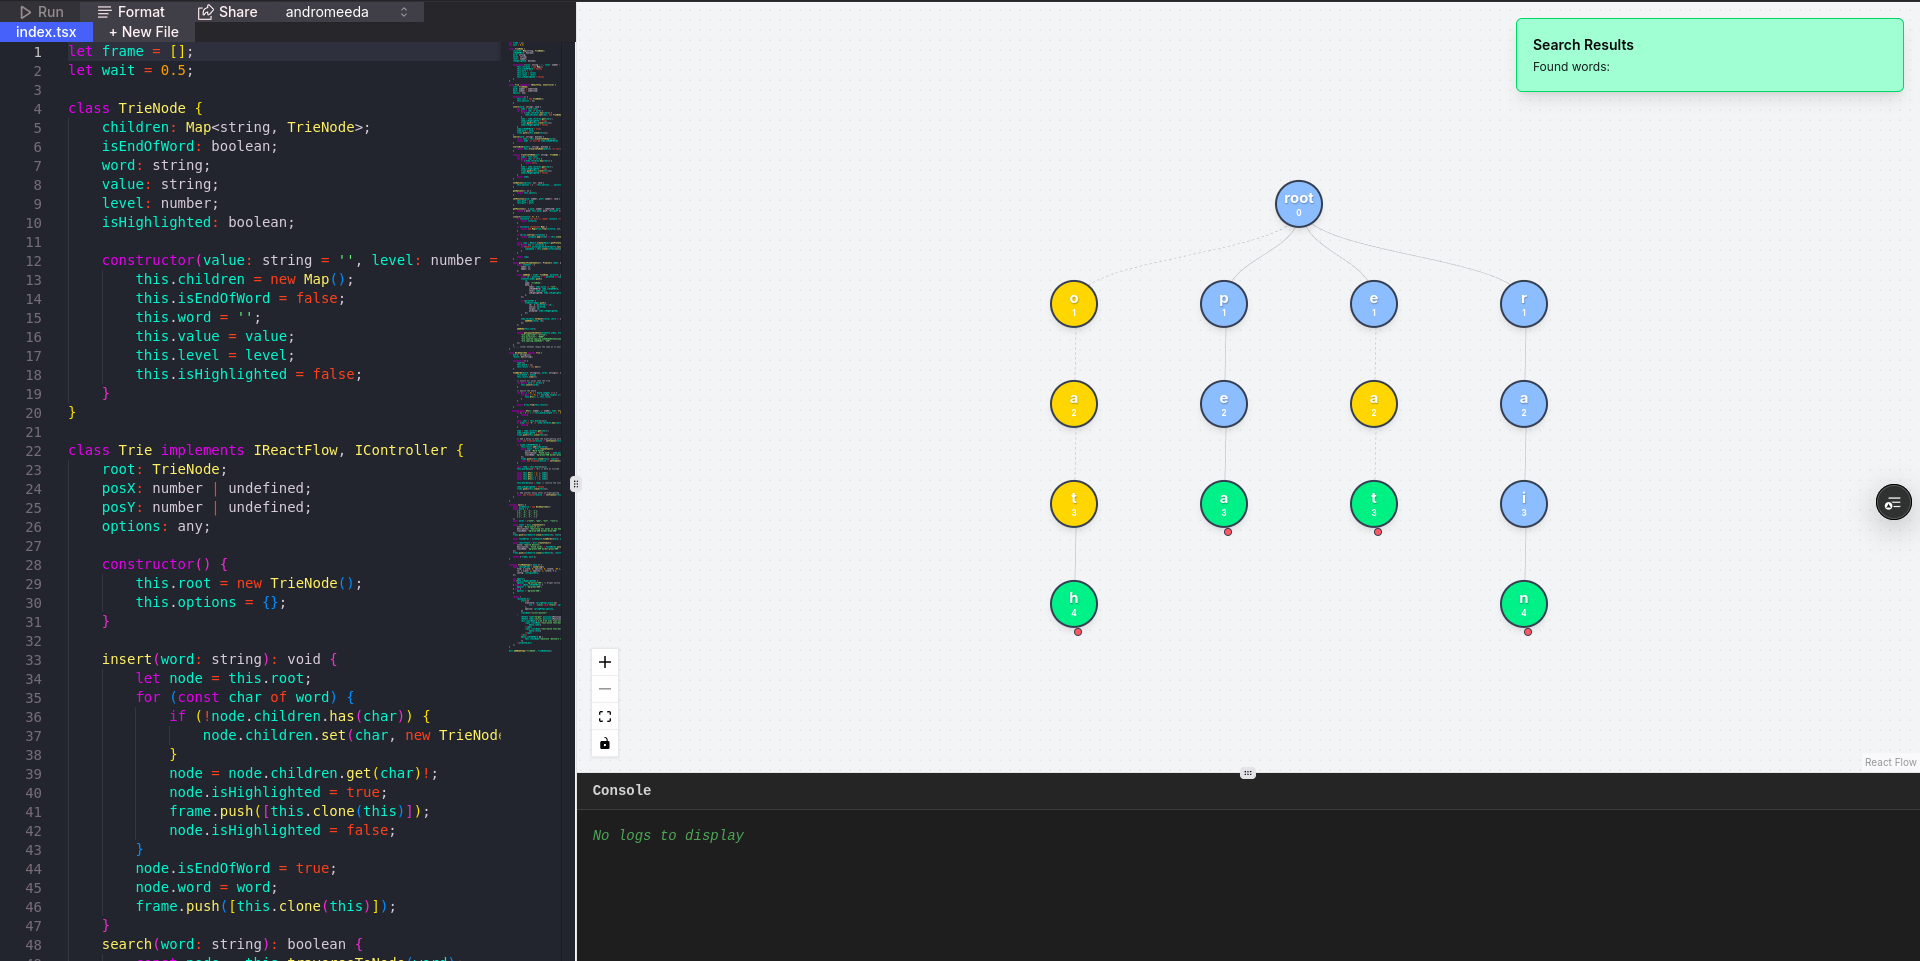 Run Format Share andromeeda
index.tsx + New File
1 let frame = [];
2 let wait = 0.5;
3
4 class TrieNode {
5 children: Map<string, TrieNode>;
6 isEndOfWord: boolean;
7 word: string;
8 value: string;
9 level: number;
10 isHighlighted: boolean;
11
12 constructor(value: string = '', level: number =
13 this.children = new Map();
14 this.isEndOfWord = false;
15 this.word = '';
16 this.value = value;
17 this.level = level;
18 this.isHighlighted = false;
19 }
20 }
21
22 class Trie implements IReactFlow, IController {
23 root: TrieNode;
24 posX: number | undefined;
25 posY: number | undefined;
26 options: any;
27
28 constructor() {
29 this.root = new TrieNode();
30 this.options = {};
31 }
32
33 insert(word: string): void {
34 let node = this.root;
35 for (const char of word) {
36 if (!node.children.has(char)) {
37 node.children.set(char, new TrieNode
38 }
39 node = node.children.get(char)!;
40 node.isHighlighted = true;
41 frame.push([this.clone(this)]);
42 node.isHighlighted = false;
43 }
44 node.isEndOfWord = true;
45 node.word = word;
46 frame.push([this.clone(this)]);
47 }
48 search(word: string): boolean {
Search Results
Found words:
root
0
o p e r
1 1 1 1
a e a a
2 2 2 2
t a t i
3 3 3 3
h n
4 4
React Flow
Console
No logs to display